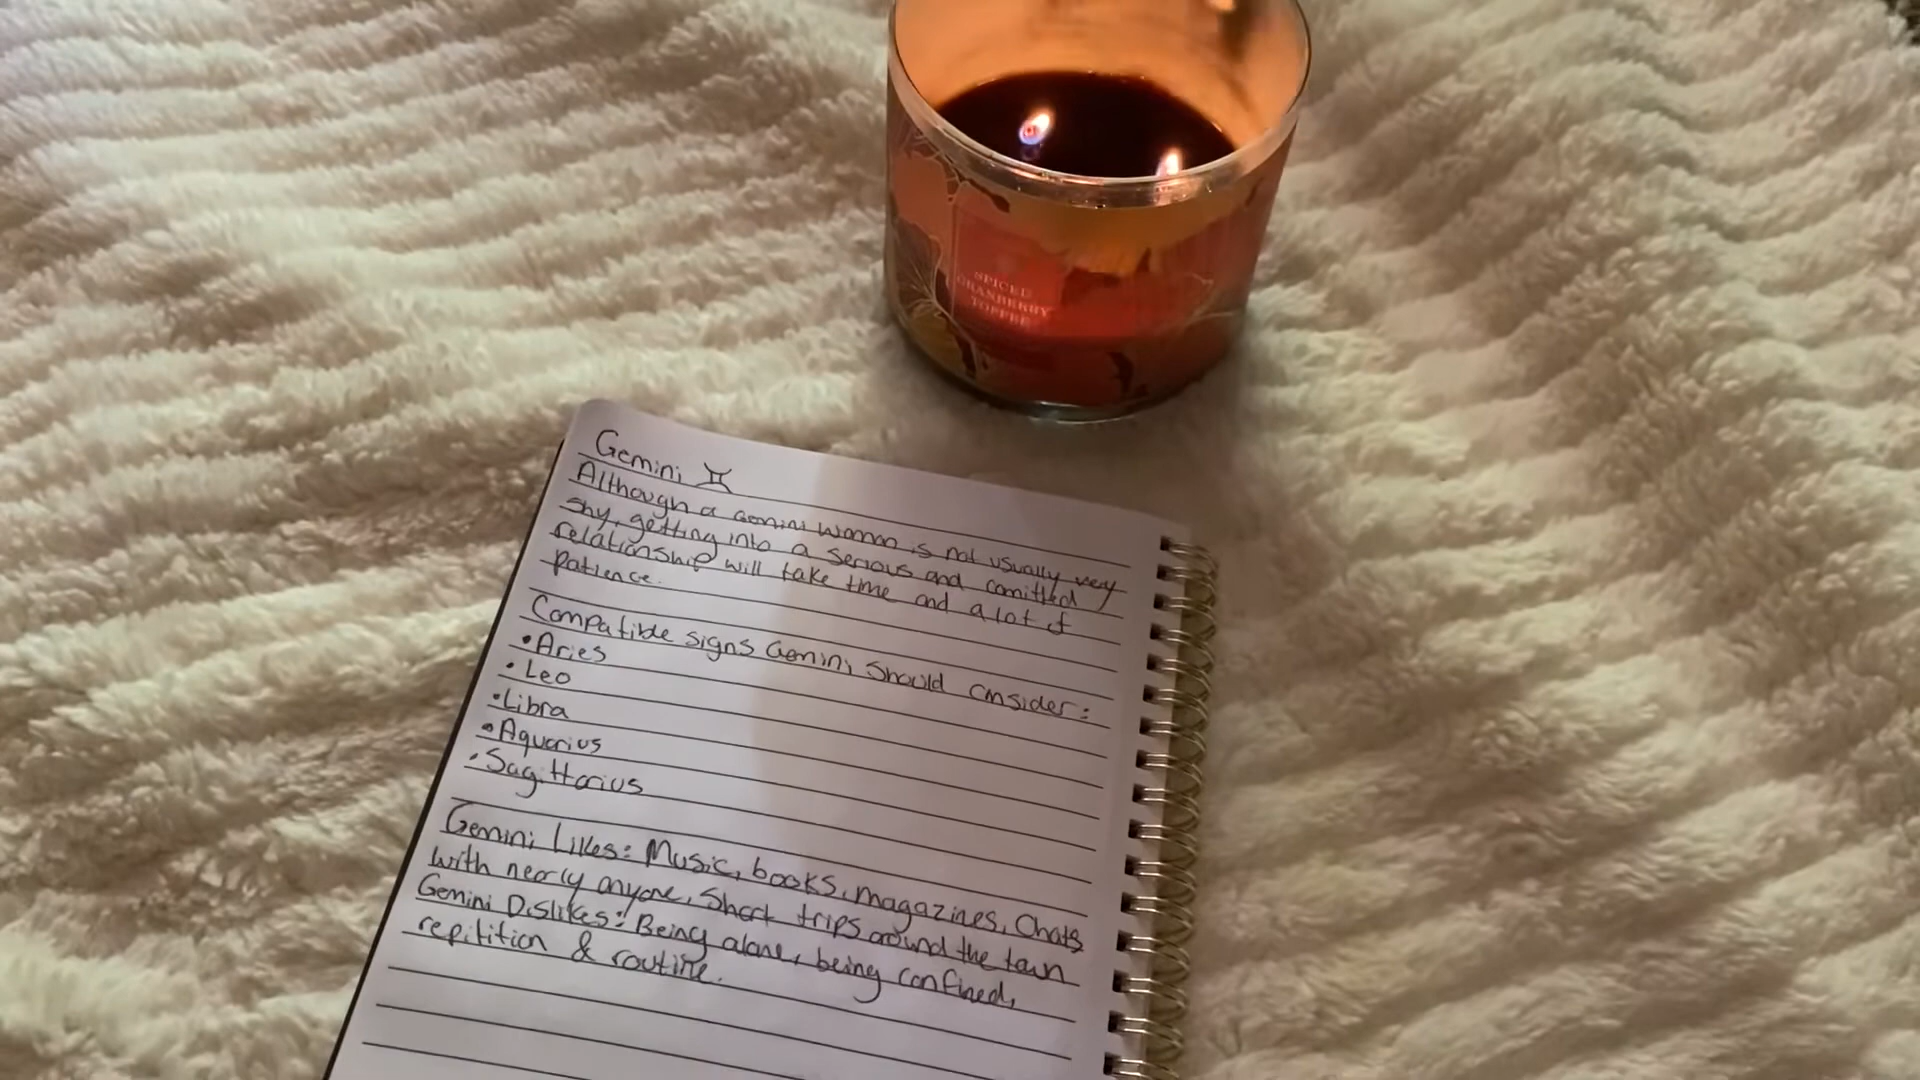 SPICED
CRANBERRY
TOFFEE
Gemini ♊
Although a Gemini woman is not usually very
shy, getting into a serious and comitted
relationship will take time and a lot of
patience.
Compatible signs Gemini should consider:
•Aries
•Leo
•Libra
•Aquarius
•Sagittarius
Gemini Likes: Music, books, magazines, Chats
with nearly anyone, Short trips around the town
Gemini Dislikes: Being alone, being confined,
repitition & routine.